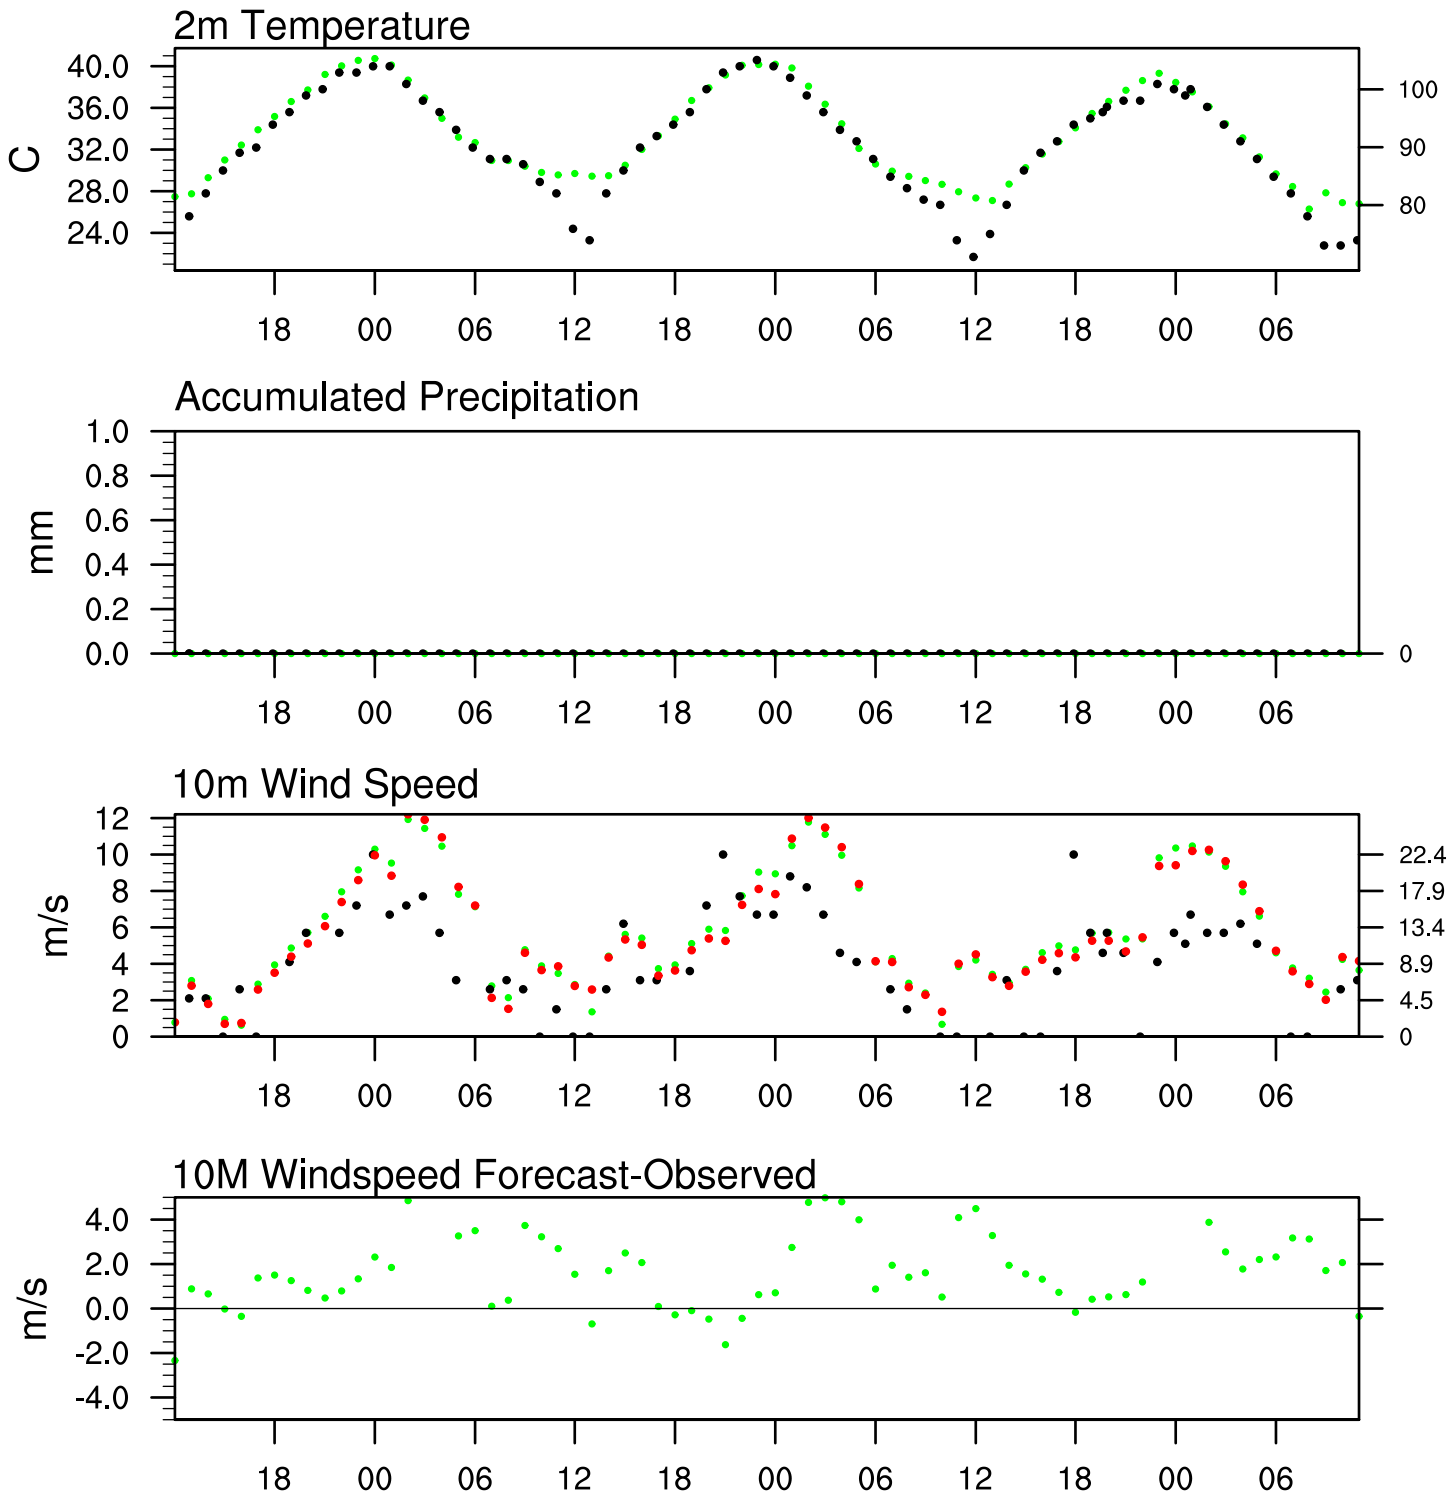 2m Temperature
C
40.0
36.0
32.0
28.0
24.0
100
90
80
18 00 06 12 18 00 06 12 18 00 06
Accumulated Precipitation
mm
1.0
0.8
0.6
0.4
0.2
0.0
0
18 00 06 12 18 00 06 12 18 00 06
10m Wind Speed
m/s
12
10
8
6
4
2
0
22.4
17.9
13.4
8.9
4.5
0
18 00 06 12 18 00 06 12 18 00 06
10M Windspeed Forecast-Observed
m/s
4.0
2.0
0.0
-2.0
-4.0
18 00 06 12 18 00 06 12 18 00 06